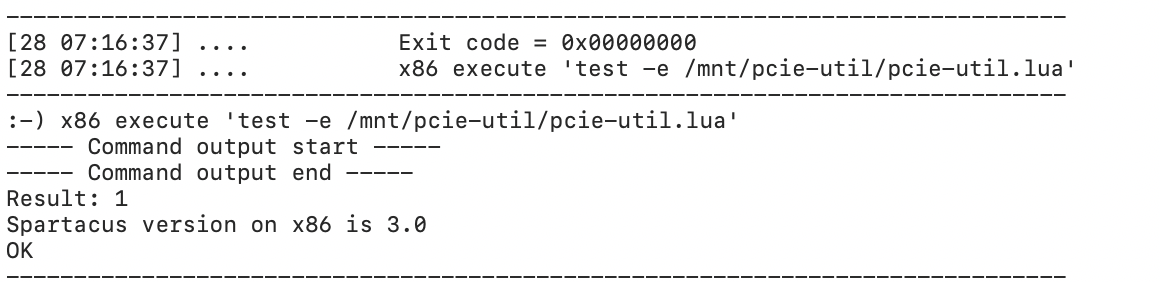 --------------------------------------------------------------------------------
[28 07:16:37] ....           Exit code = 0x00000000
[28 07:16:37] ....           x86 execute 'test -e /mnt/pcie-util/pcie-util.lua'
--------------------------------------------------------------------------------
:-) x86 execute 'test -e /mnt/pcie-util/pcie-util.lua'
----- Command output start -----
----- Command output end -----
Result: 1
Spartacus version on x86 is 3.0
OK
--------------------------------------------------------------------------------